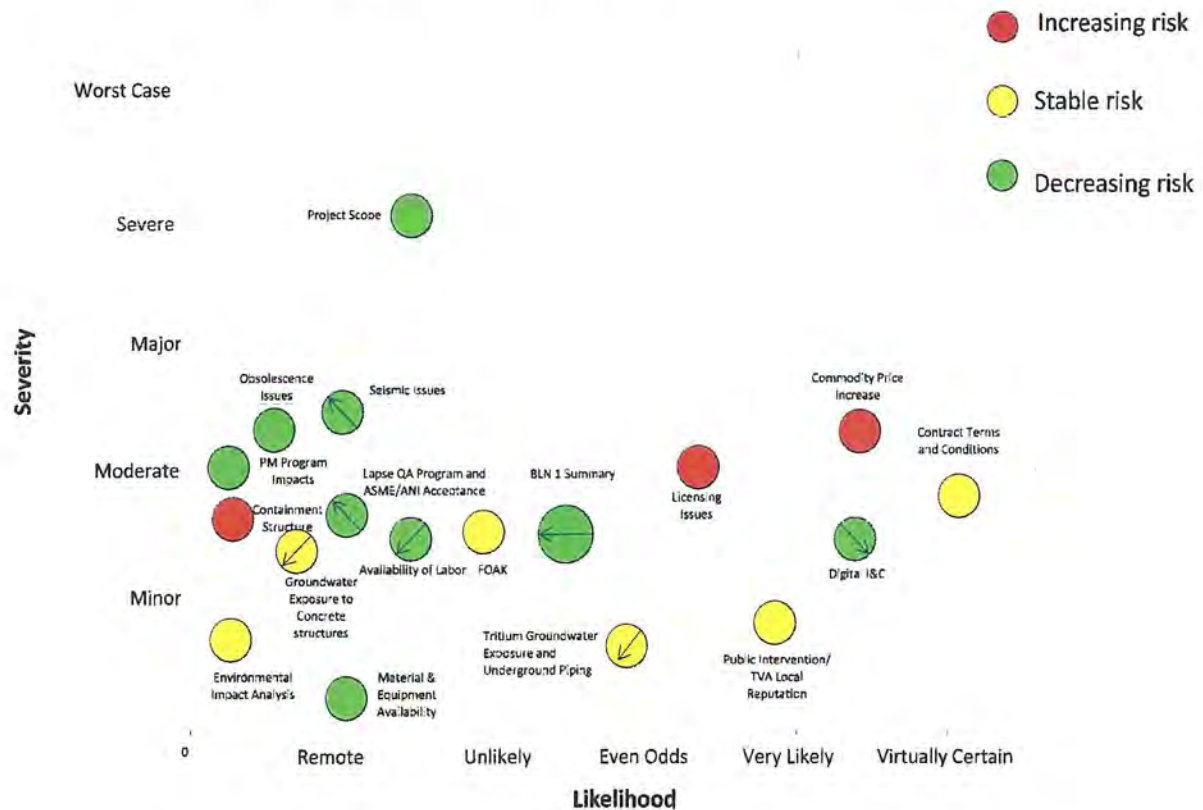 Increasing risk
Stable risk
Decreasing risk
Worst Case
Severe
Major
Moderate
Minor
Severity
Project Scope
Obsolescence
Issues
Seismic Issues
Commodity Price
Increase
Contract Terms
and Conditions
PM Program
Impacts
Lapse QA Program and
ASME/ANI Acceptance
BLN 1 Summary
Licensing
Issues
Containment
Structure
Availability of Labor
FOAK
Digital I&C
Groundwater
Exposure to
Concrete
structures
Tritium Groundwater
Exposure and
Underground Piping
Public Intervention/
TVA Local
Reputation
Environmental
Impact Analysis
Material &
Equipment
Availability
0
Remote
Unlikely
Even Odds
Very Likely
Virtually Certain
Likelihood